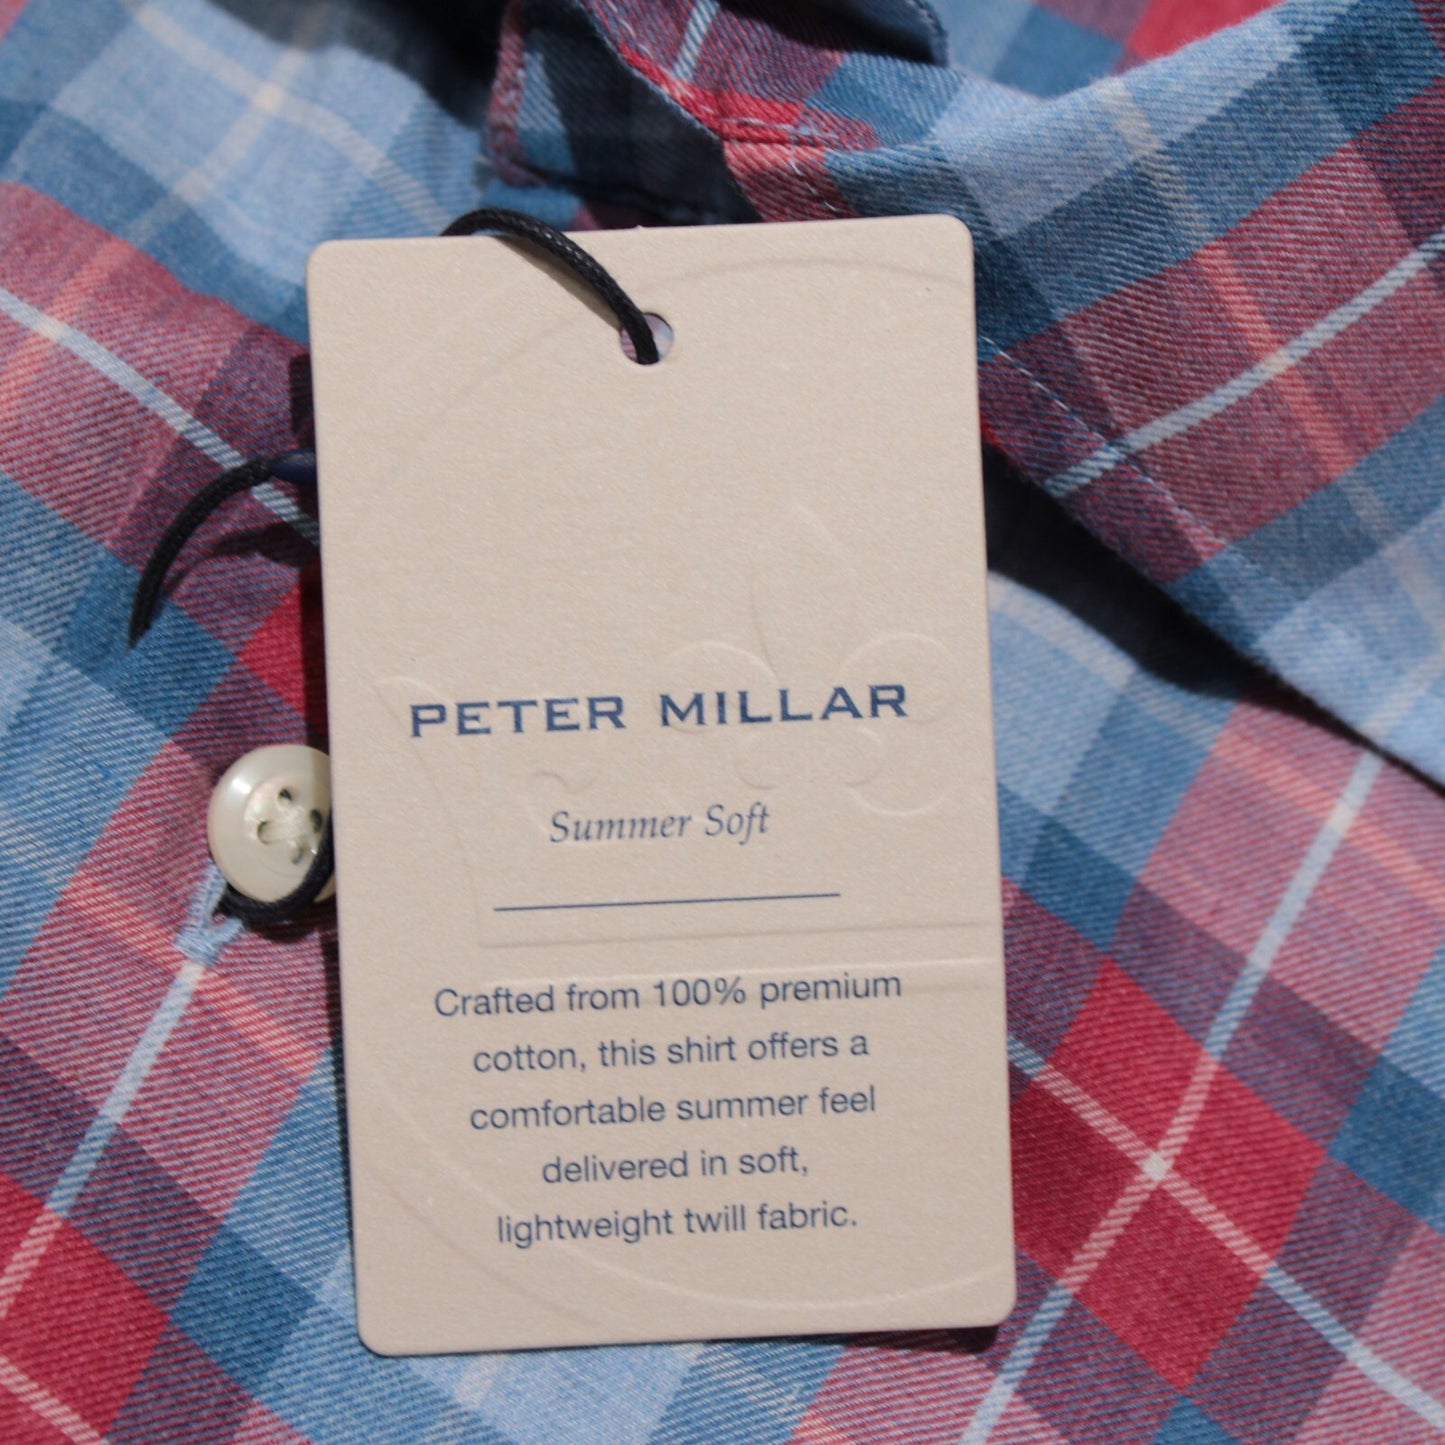 PETER MILLAR
Summer Soft
Crafted from 100% premium
cotton, this shirt offers a
comfortable summer feel
delivered in soft,
lightweight twill fabric.